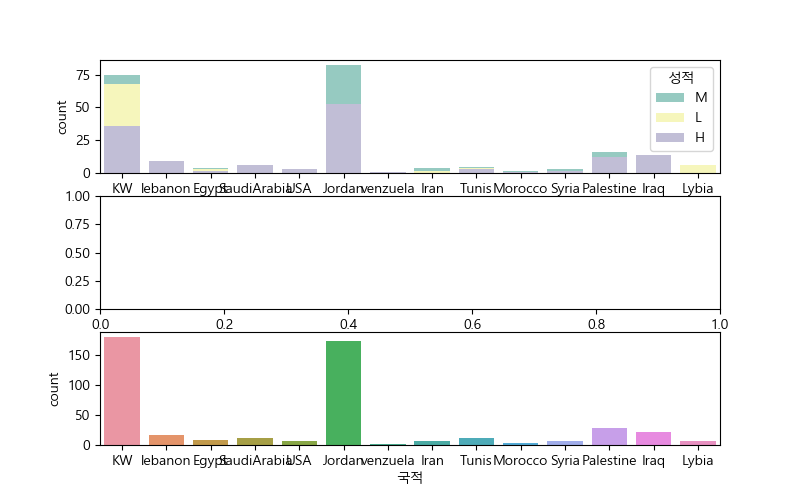 성적
M
L
H
75
50
25
0
count
KW lebanon Egypt SaudiArabia USA Jordan venzuela Iran Tunis Morocco Syria Palestine Iraq Lybia
1.00
0.75
0.50
0.25
0.00
0.0 0.2 0.4 0.6 0.8 1.0
150
100
50
0
count
KW lebanon Egypt SaudiArabia USA Jordan venzuela Iran Tunis Morocco Syria Palestine Iraq Lybia
국적